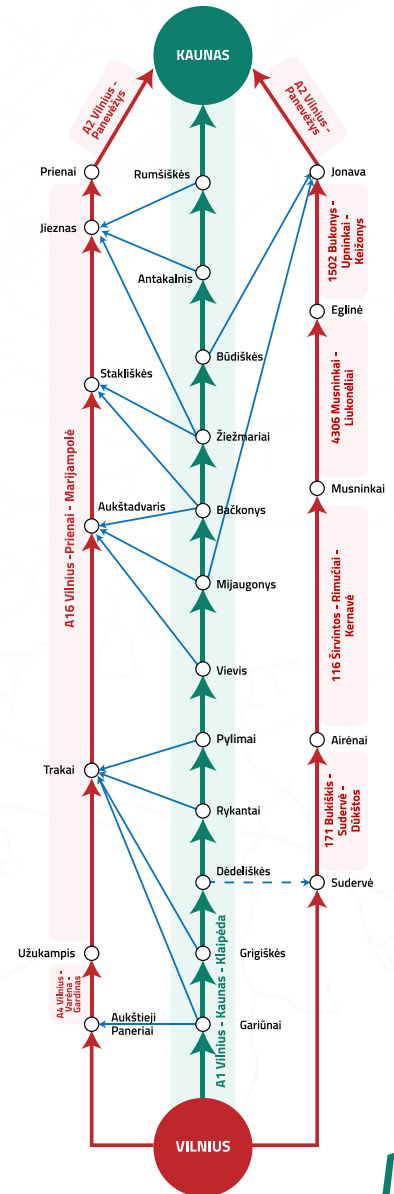 KAUNAS
A2 Vilnius -
Panevėžys
A2 Vilnius -
Panevėžys
Prienai
Rumšiškės
Jonava
Jieznas
1502 Bukonys -
Upninkai -
Keižonys
Antakalnis
Eglinė
Būdiškės
Stakliškės
4306 Musninkai -
Liukonėliai
Žiežmariai
Musninkai
Aukštadvaris
Bačkonys
A16 Vilnius -Prienai - Marijampolė
Mijaugonys
116 Širvintos - Rimučiai -
Kernavė
Vievis
Pylimai
Airėnai
Trakai
Rykantai
171 Bukiškis -
Sudervė -
Dūkštos
Dėdeliškės
Sudervė
Užukampis
Grigiškės
A1 Vilnius - Kaunas - Klaipėda
A4 Vilnius -
Varėna -
Gardinas
Aukštieji
Paneriai
Gariūnai
VILNIUS